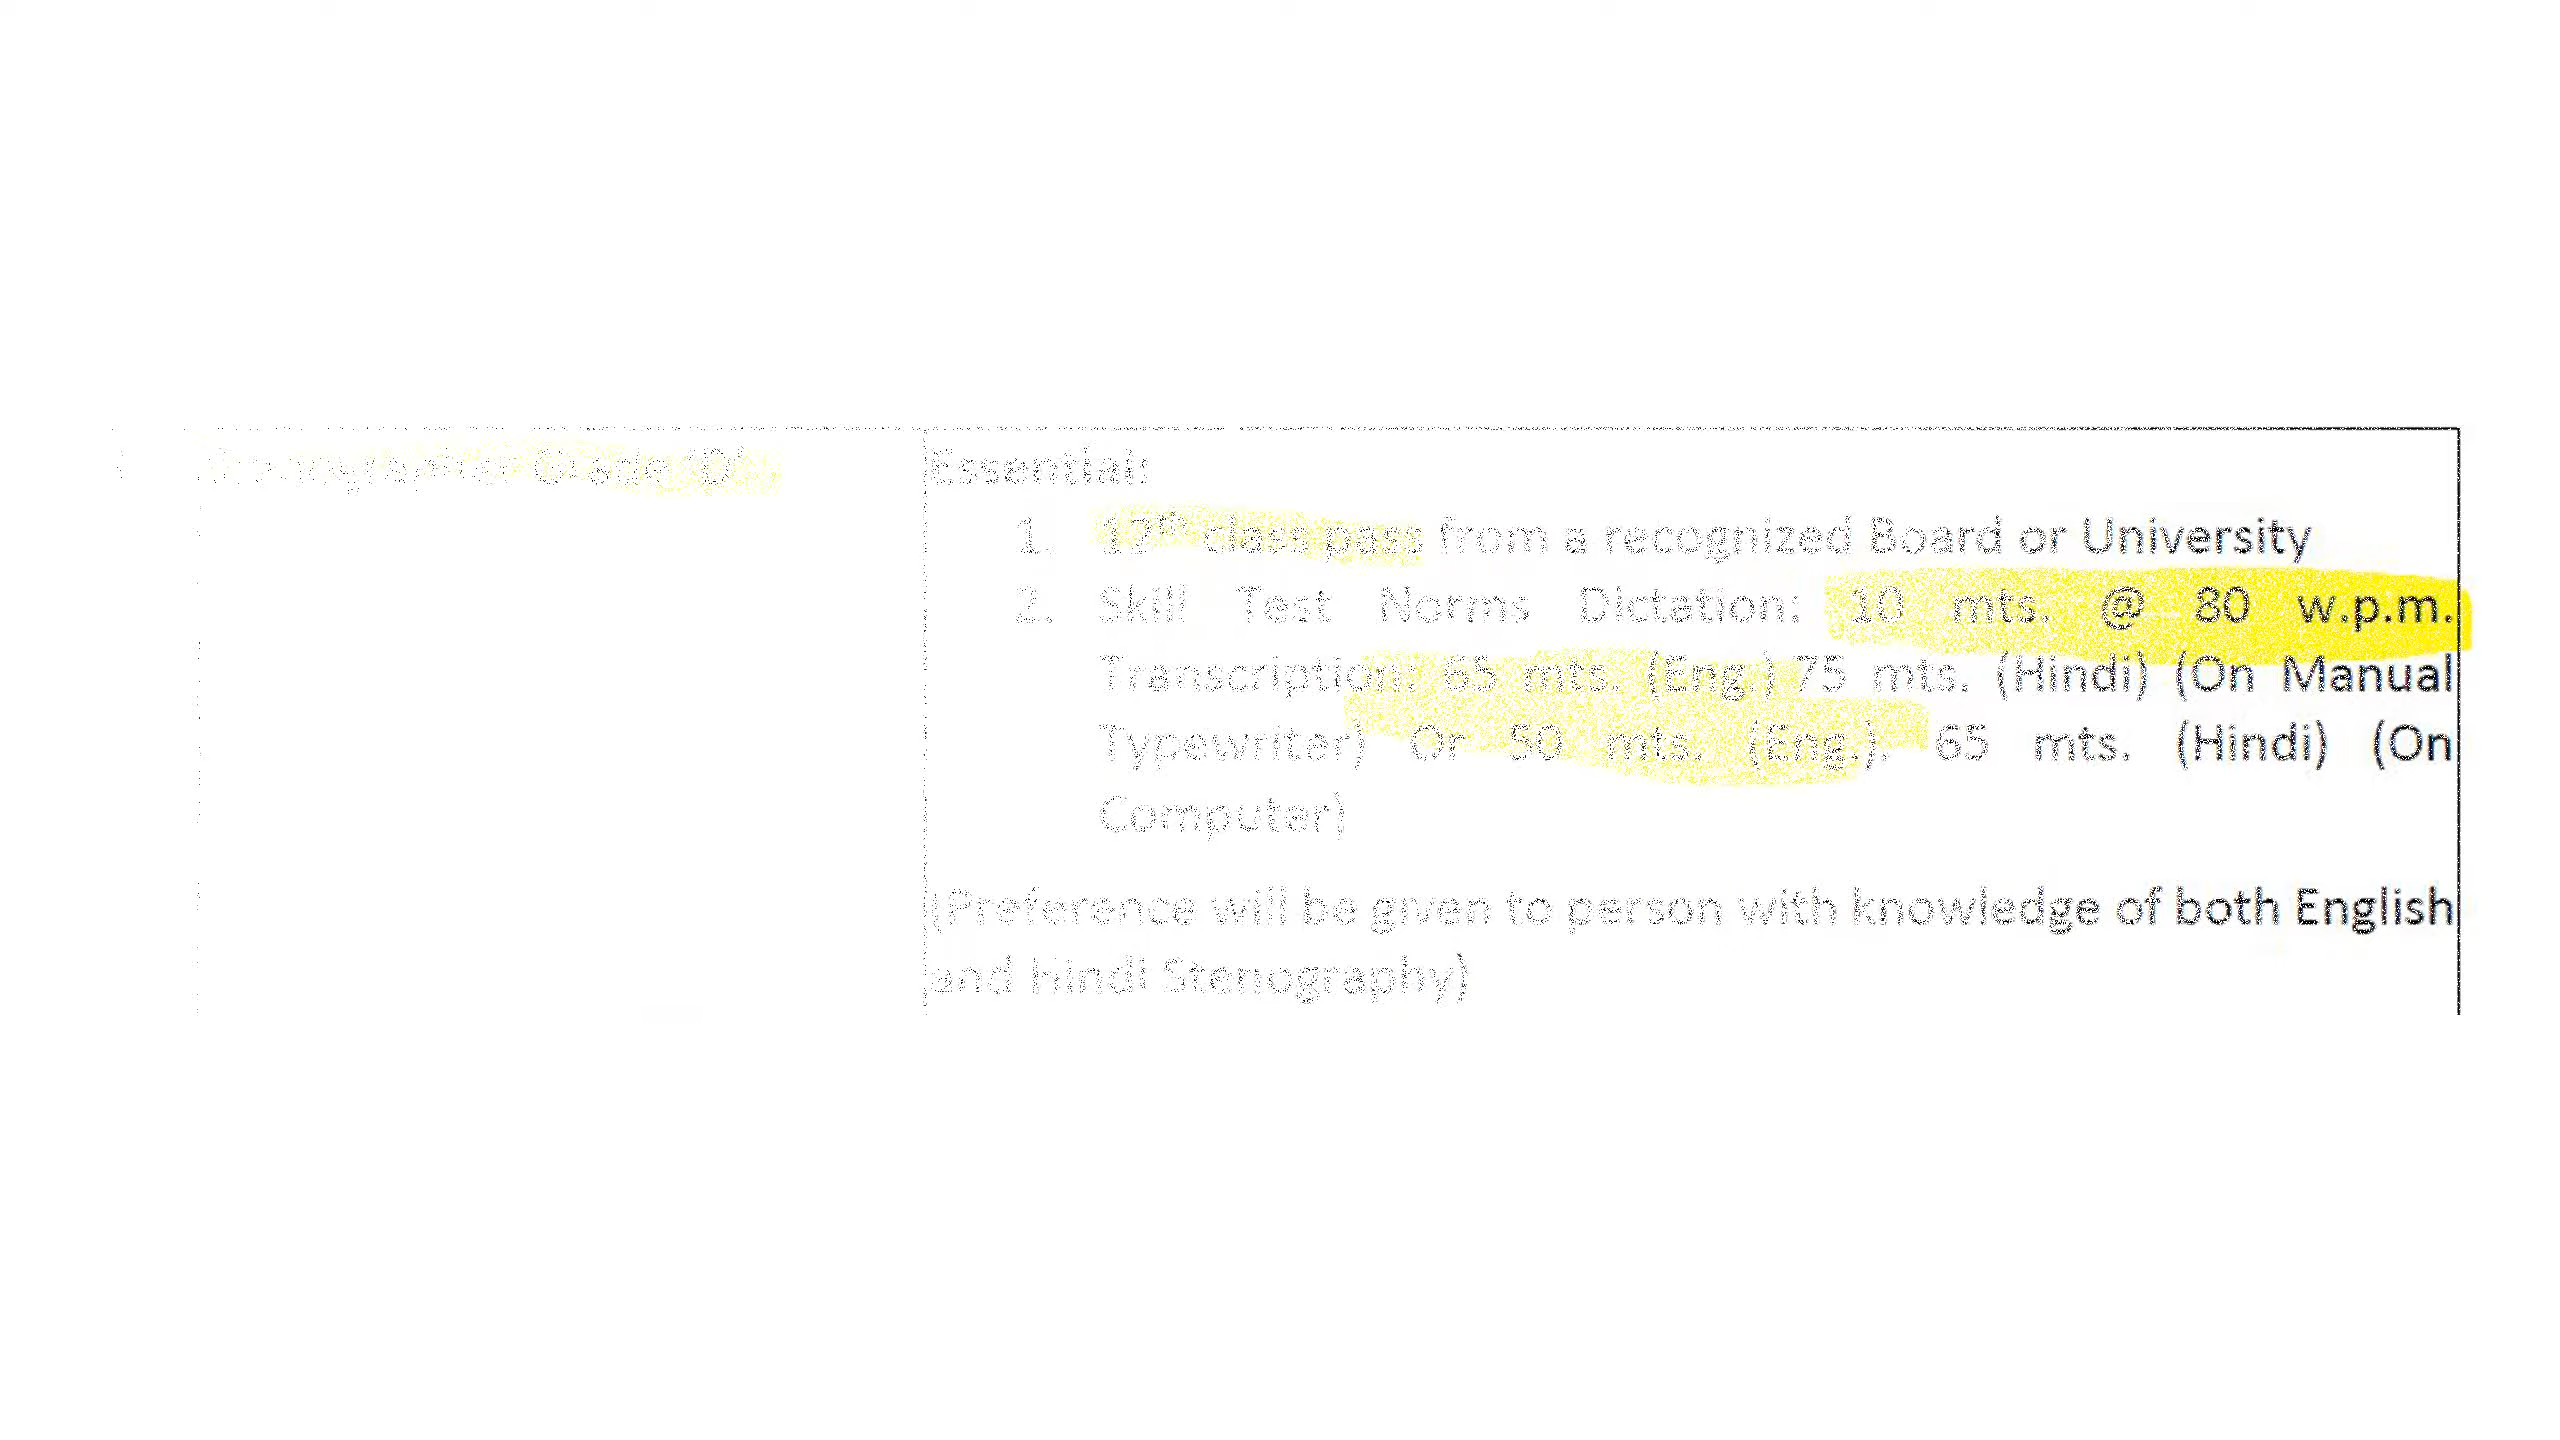 Stenographer Grade 'D'
Essential:
1. 12th class pass from a recognized Board or University
2. Skill Test Norms Dictation: 10 mts. @ 80 w.p.m.
Transcription: 65 mts. (Eng.) 75 mts. (Hindi) (On Manual
Typewriter) Or 50 mts. (Eng.). 65 mts. (Hindi) (On
Computer)
(Preference will be given to person with knowledge of both English
and Hindi Stenography)